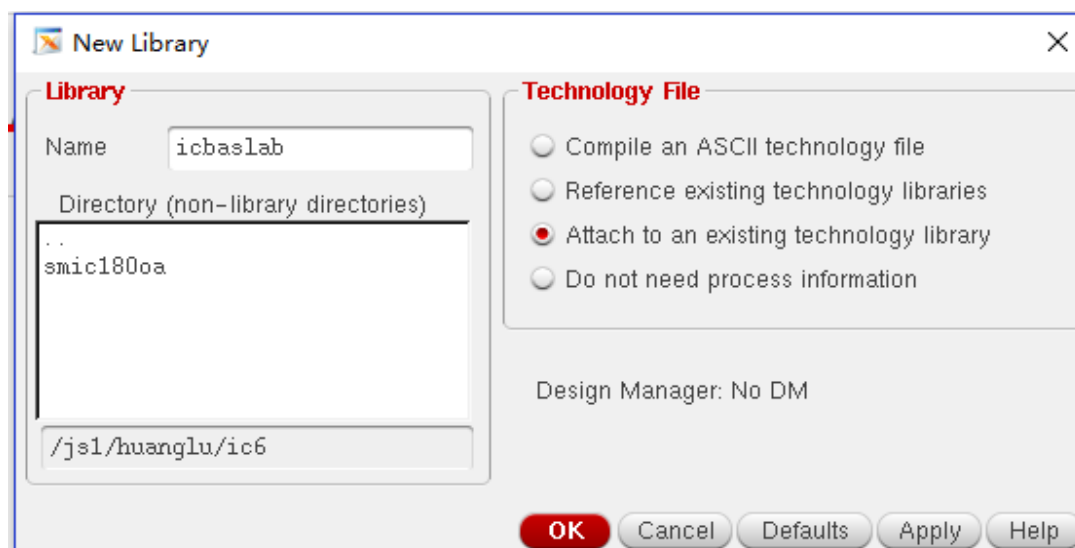 New Library
Library
Name icbaslab
Directory (non-library directories)
..
smic180oa
/js1/huanglu/ic6
Technology File
Compile an ASCII technology file
Reference existing technology libraries
Attach to an existing technology library
Do not need process information
Design Manager: No DM
OK Cancel Defaults Apply Help